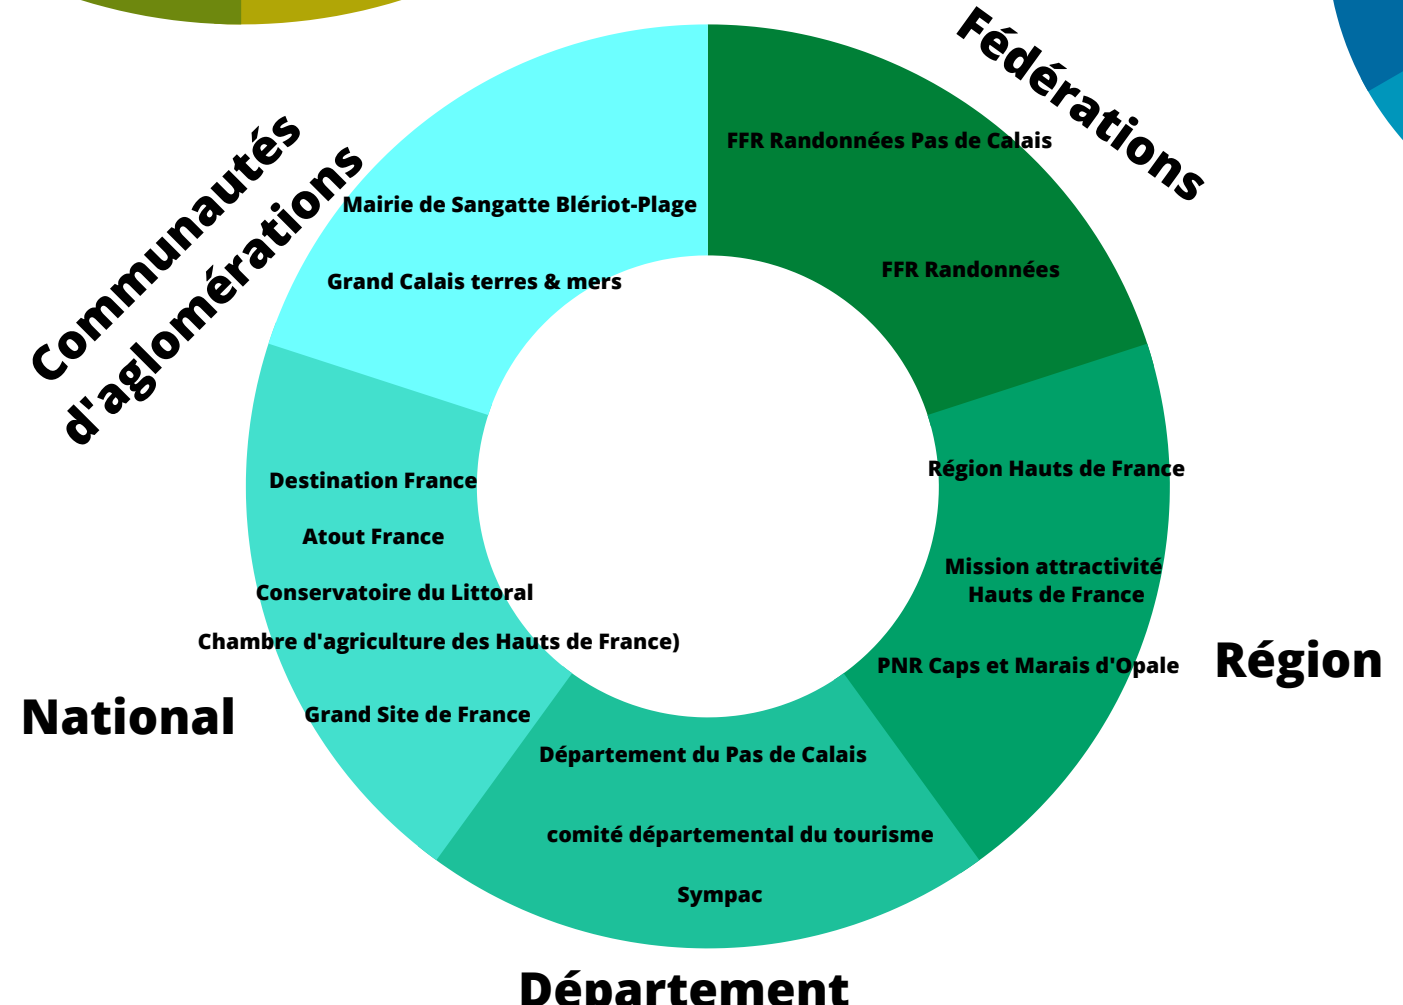 Fédérations
FFR Randonnées Pas de Calais
FFR Randonnées
Communautés
d'aglomérations
Mairie de Sangatte Blériot-Plage
Grand Calais terres & mers
Région Hauts de France
Mission attractivité
Hauts de France
PNR Caps et Marais d'Opale
Région
Destination France
Atout France
Conservatoire du Littoral
Chambre d'agriculture des Hauts de France)
Grand Site de France
National
Département du Pas de Calais
comité départemental du tourisme
Sympac
Département